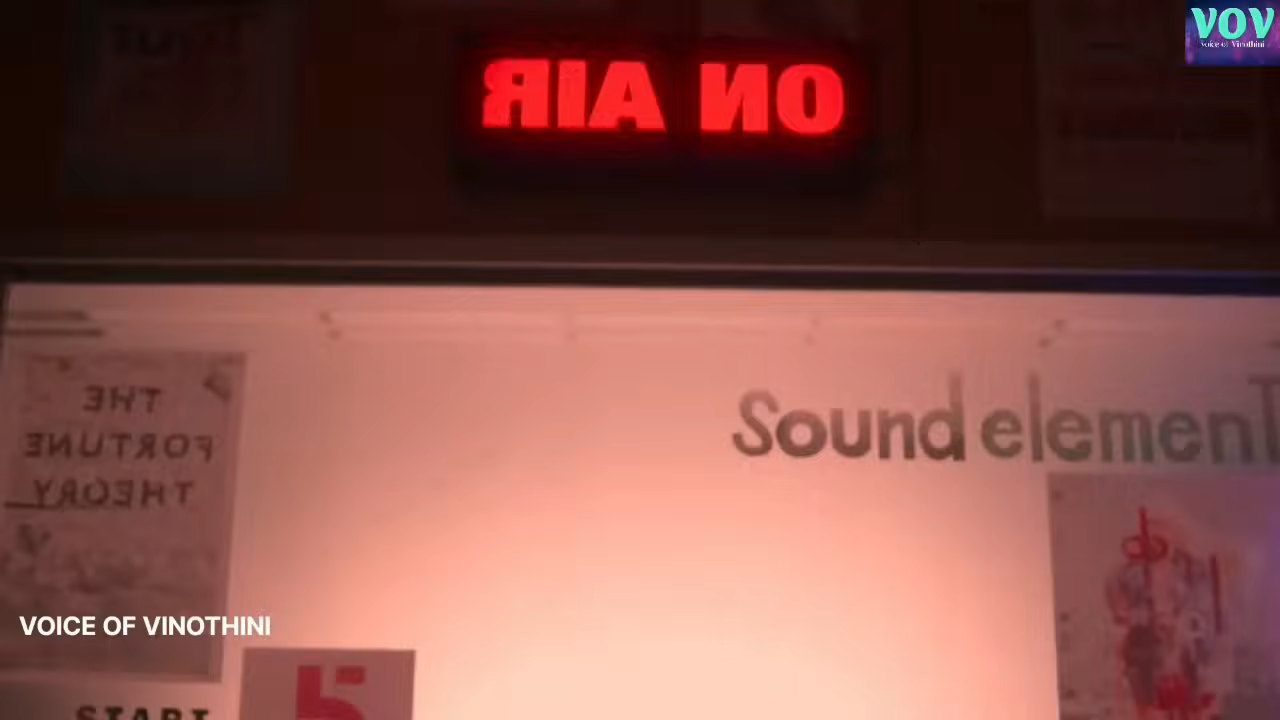 VOV
Voice of Vinothini
ON AIR
Sound element
THE
FORTUNE
THEORY
VOICE OF VINOTHINI
5
START